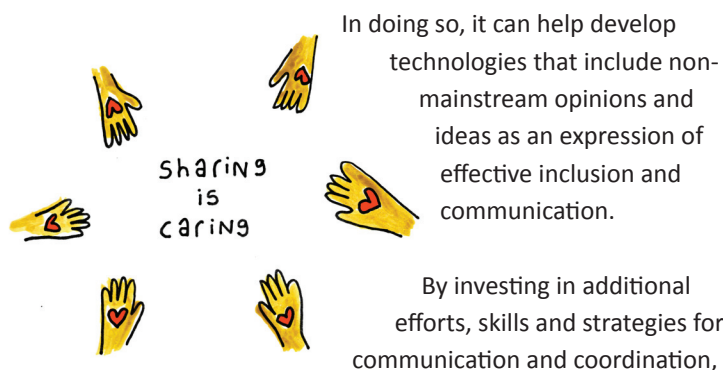 In doing so, it can help develop
technologies that include non-
mainstream opinions and
ideas as an expression of
effective inclusion and
communication.
sharing
is
caring
By investing in additional
efforts, skills and strategies for
communication and coordination,